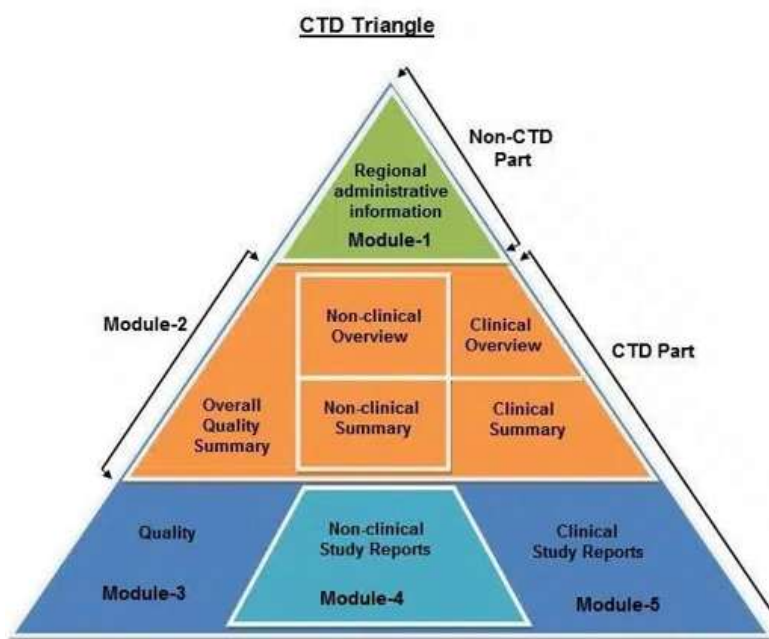 CTD Triangle
Non-CTD
Part
Regional
administrative
information
Module-1
Module-2
Non-clinical
Overview
Clinical
Overview
CTD Part
Overall
Quality
Summary
Non-clinical
Summary
Clinical
Summary
Quality
Module-3
Non-clinical
Study Reports
Module-4
Clinical
Study Reports
Module-5